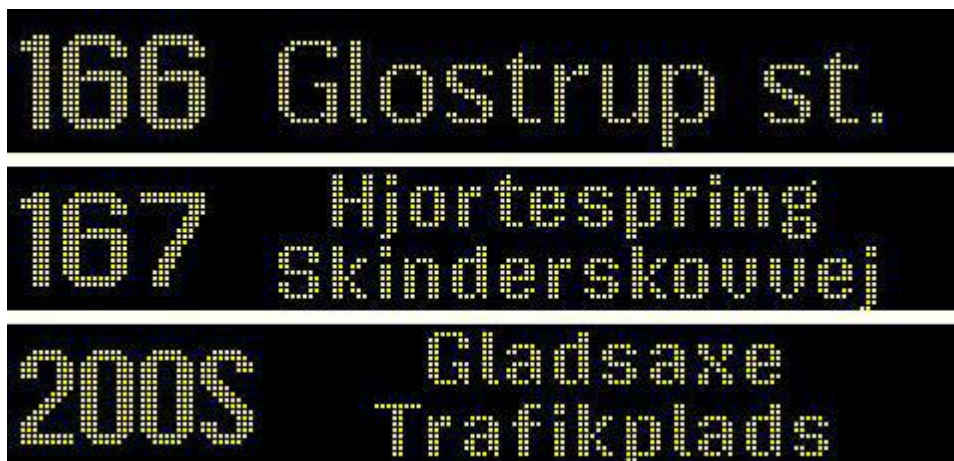 166 Glostrup st.
167 Hjortespring
Skinderskovvej
200S Gladsaxe
Trafikplads